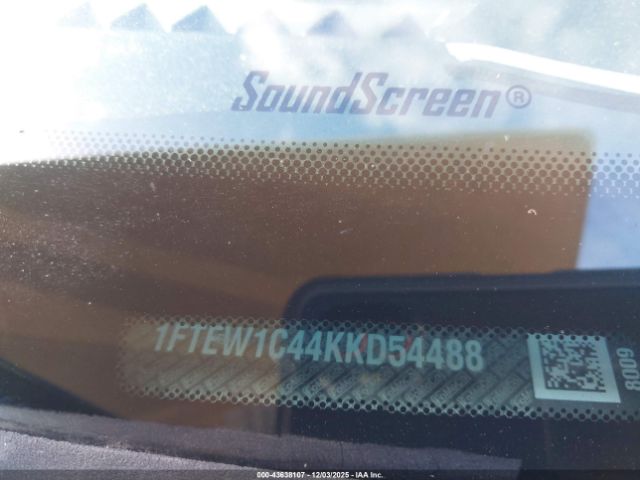 SoundScreen®
1FTEW1C44KKD54488
8009
000-43638107 - 12/03/2025 - IAA Inc.